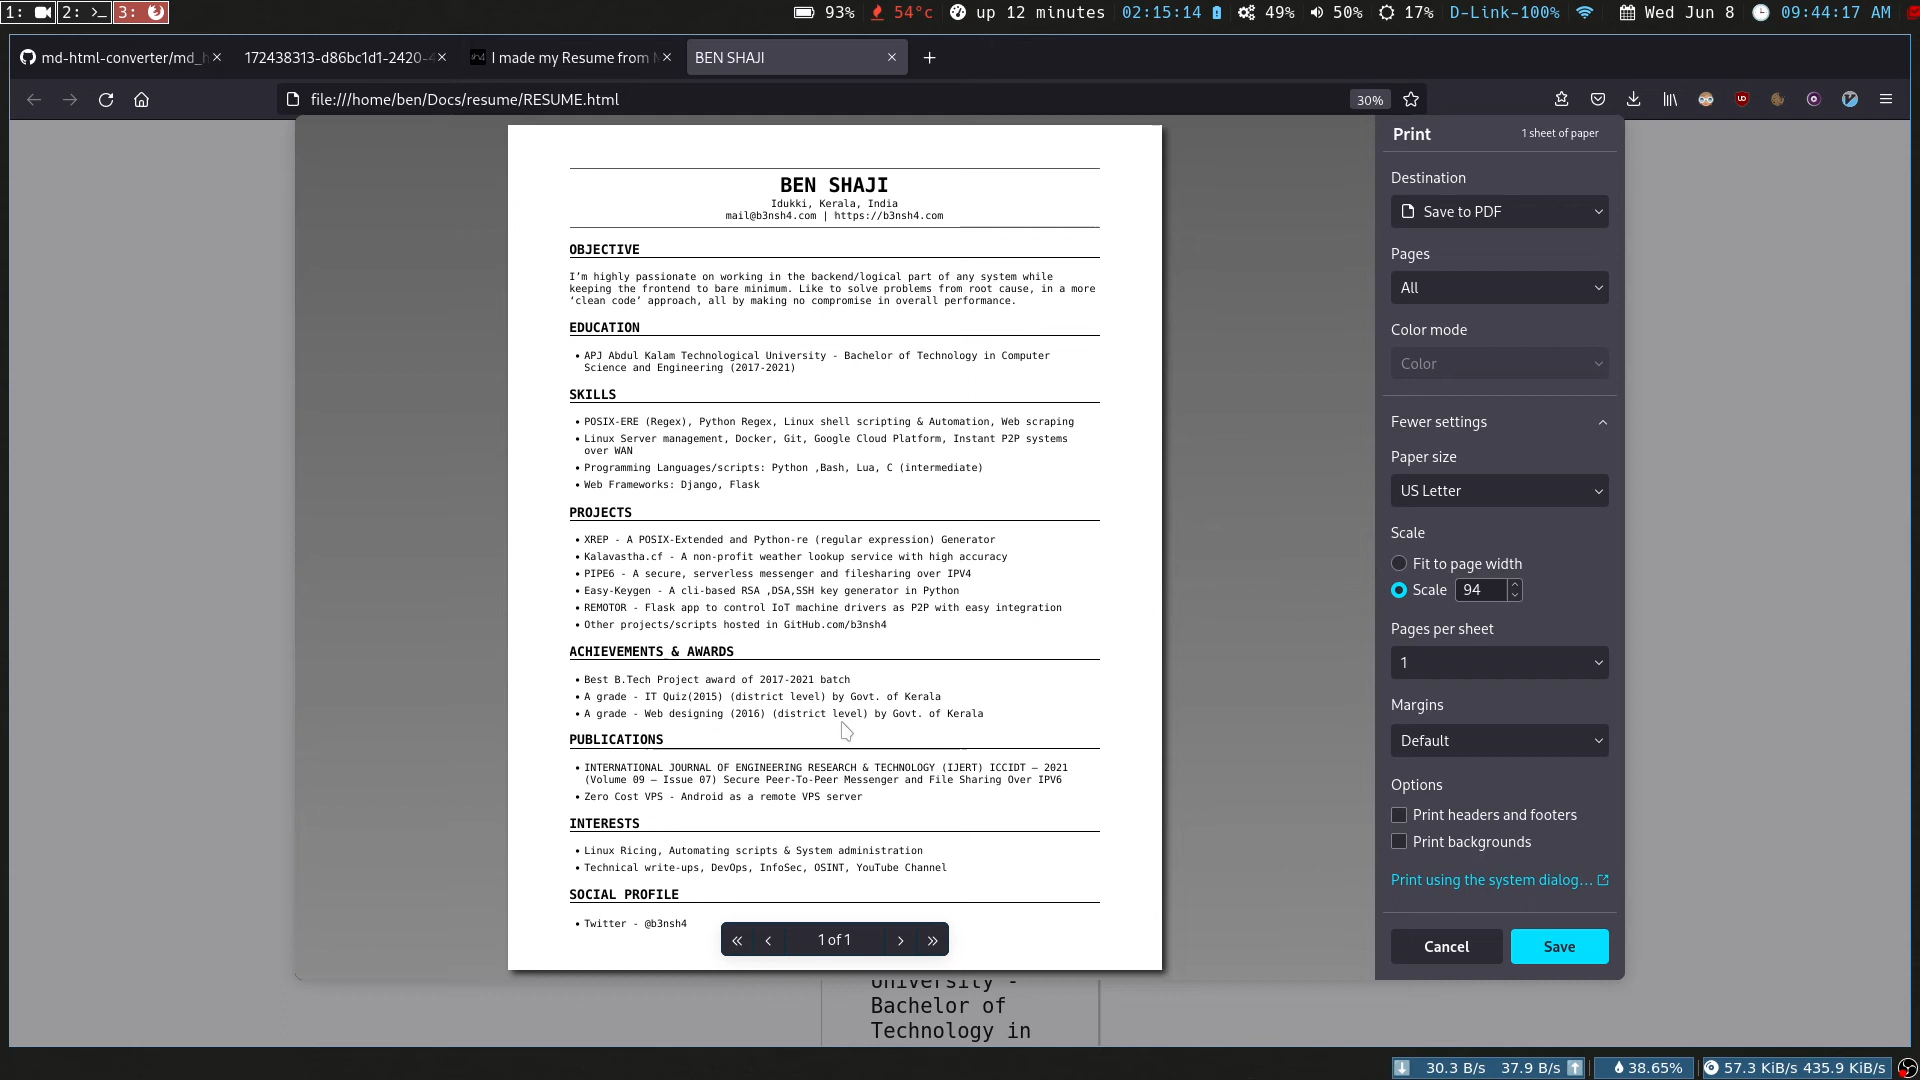 1: 2: >_ 3: 93% 54°c up 12 minutes 02:15:14 49% 50% 17% D-Link-100% Wed Jun 8 09:44:17 AM
md-html-converter/md_h 172438313-d86bc1d1-2420-4 I made my Resume from M BEN SHAJI
file:///home/ben/Docs/resume/RESUME.html 30%
BEN SHAJI
Idukki, Kerala, India
mail@b3nsh4.com | https://b3nsh4.com
OBJECTIVE
I’m highly passionate on working in the backend/logical part of any system while
keeping the frontend to bare minimum. Like to solve problems from root cause, in a more
‘clean code’ approach, all by making no compromise in overall performance.
EDUCATION
• APJ Abdul Kalam Technological University - Bachelor of Technology in Computer
Science and Engineering (2017-2021)
SKILLS
• POSIX-ERE (Regex), Python Regex, Linux shell scripting & Automation, Web scraping
• Linux Server management, Docker, Git, Google Cloud Platform, Instant P2P systems
over WAN
• Programming Languages/scripts: Python ,Bash, Lua, C (intermediate)
• Web Frameworks: Django, Flask
PROJECTS
• XREP - A POSIX-Extended and Python-re (regular expression) Generator
• Kalavastha.cf - A non-profit weather lookup service with high accuracy
• PIPE6 - A secure, serverless messenger and filesharing over IPV4
• Easy-Keygen - A cli-based RSA ,DSA,SSH key generator in Python
• REMOTOR - Flask app to control IoT machine drivers as P2P with easy integration
• Other projects/scripts hosted in GitHub.com/b3nsh4
ACHIEVEMENTS & AWARDS
• Best B.Tech Project award of 2017-2021 batch
• A grade - IT Quiz(2015) (district level) by Govt. of Kerala
• A grade - Web designing (2016) (district level) by Govt. of Kerala
PUBLICATIONS
• INTERNATIONAL JOURNAL OF ENGINEERING RESEARCH & TECHNOLOGY (IJERT) ICCIDT – 2021
(Volume 09 – Issue 07) Secure Peer-To-Peer Messenger and File Sharing Over IPV6
• Zero Cost VPS - Android as a remote VPS server
INTERESTS
• Linux Ricing, Automating scripts & System administration
• Technical write-ups, DevOps, InfoSec, OSINT, YouTube Channel
SOCIAL PROFILE
• Twitter - @b3nsh4
1 of 1
Print 1 sheet of paper
Destination
Save to PDF
Pages
All
Color mode
Color
Fewer settings
Paper size
US Letter
Scale
Fit to page width
Scale 94
Pages per sheet
1
Margins
Default
Options
Print headers and footers
Print backgrounds
Print using the system dialog…
Cancel Save
University -
Bachelor of
Technology in
30.3 B/s 37.9 B/s 38.65% 57.3 KiB/s 435.9 KiB/s